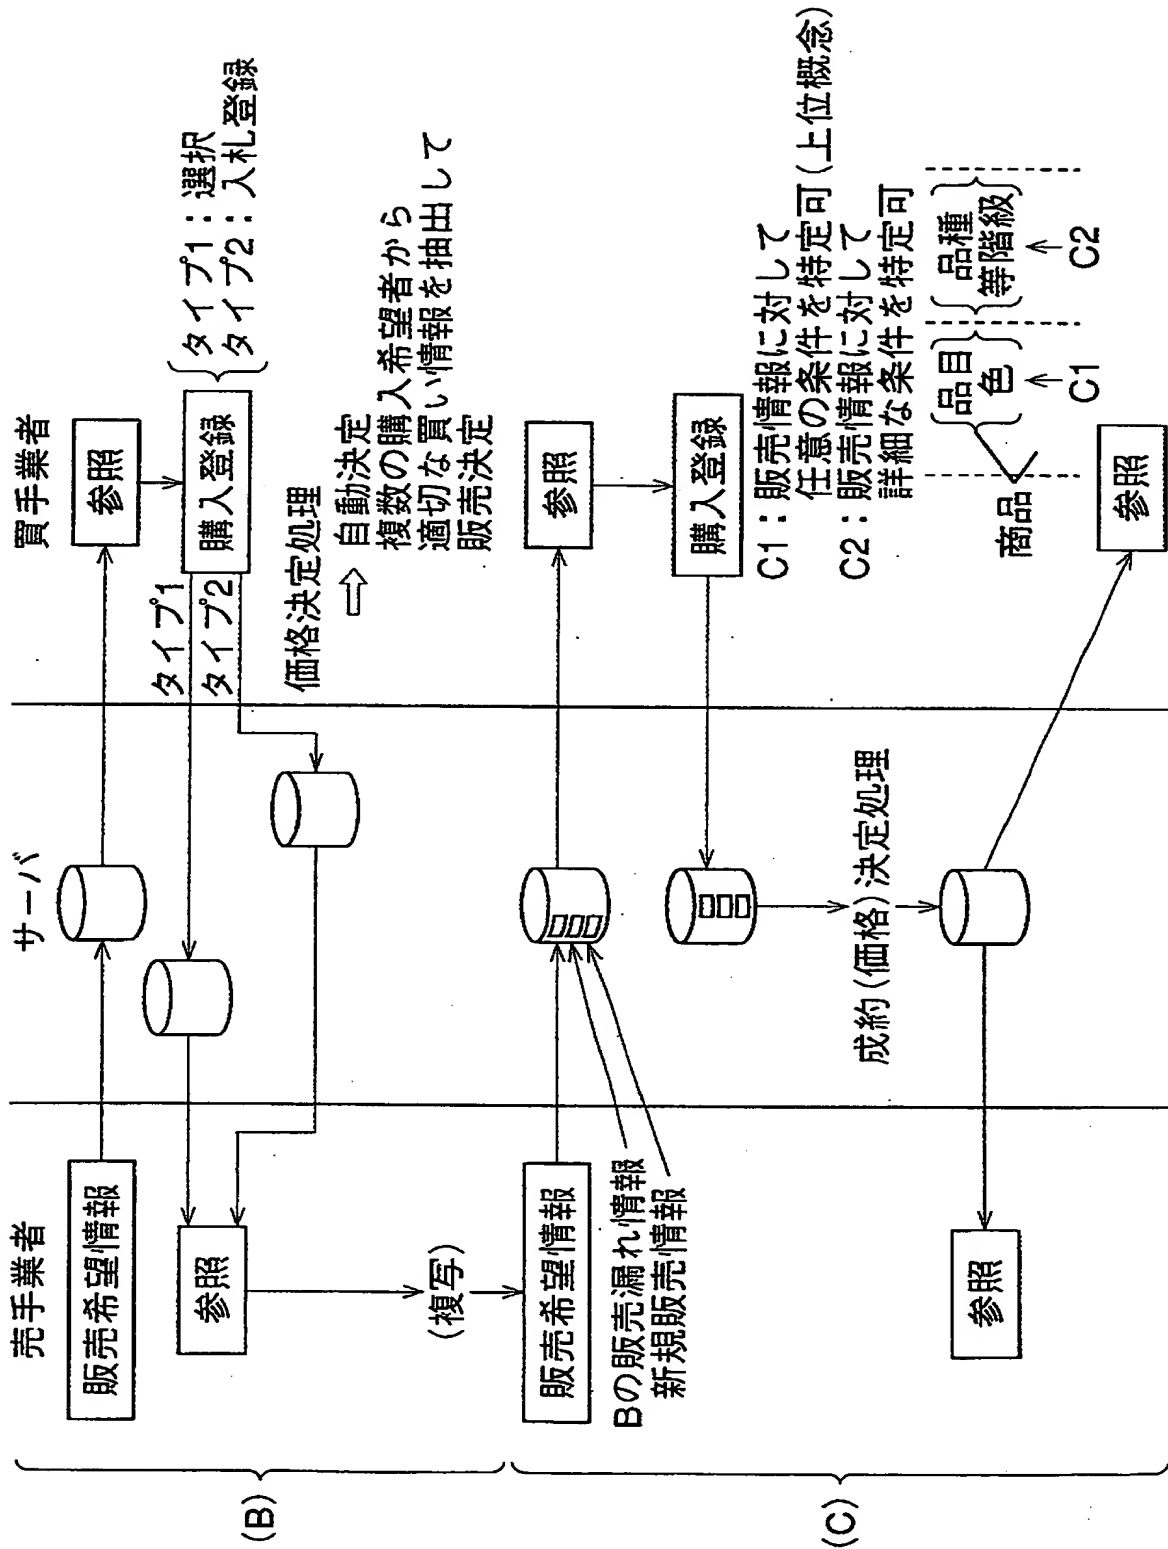 売手業者
サーバ
買手業者
(B)
販売希望情報
参照
参照
タイプ1
タイプ2
購入登録
タイプ1：選択
タイプ2：入札登録
価格決定処理
⇨ 自動決定
複数の購入希望者から
適切な買い情報を抽出して
販売決定
(複写)
(C)
販売希望情報
Bの販売漏れ情報
新規販売情報
参照
購入登録
C1：販売情報に対して
任意の条件を特定可(上位概念)
C2：販売情報に対して
詳細な条件を特定可
成約(価格)決定処理
商品
品目
色
品種
等階級
C1
C2
参照
参照